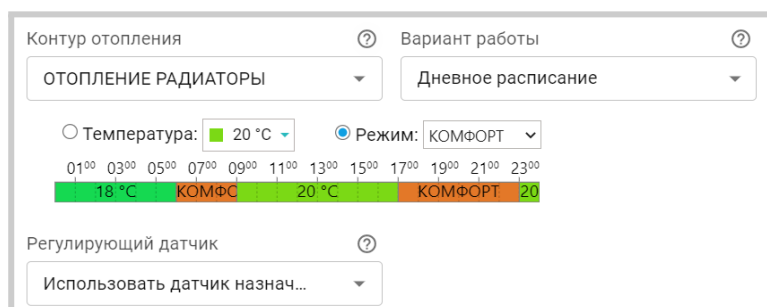 Контур отопления Вариант работы
ОТОПЛЕНИЕ РАДИАТОРЫ Дневное расписание
Температура: 20 °C Режим: КОМФОРТ
01⁰⁰ 03⁰⁰ 05⁰⁰ 07⁰⁰ 09⁰⁰ 11⁰⁰ 13⁰⁰ 15⁰⁰ 17⁰⁰ 19⁰⁰ 21⁰⁰ 23⁰⁰
18 °C КОМФС 20 °C КОМФОРТ 20
Регулирующий датчик
Использовать датчик назнач...